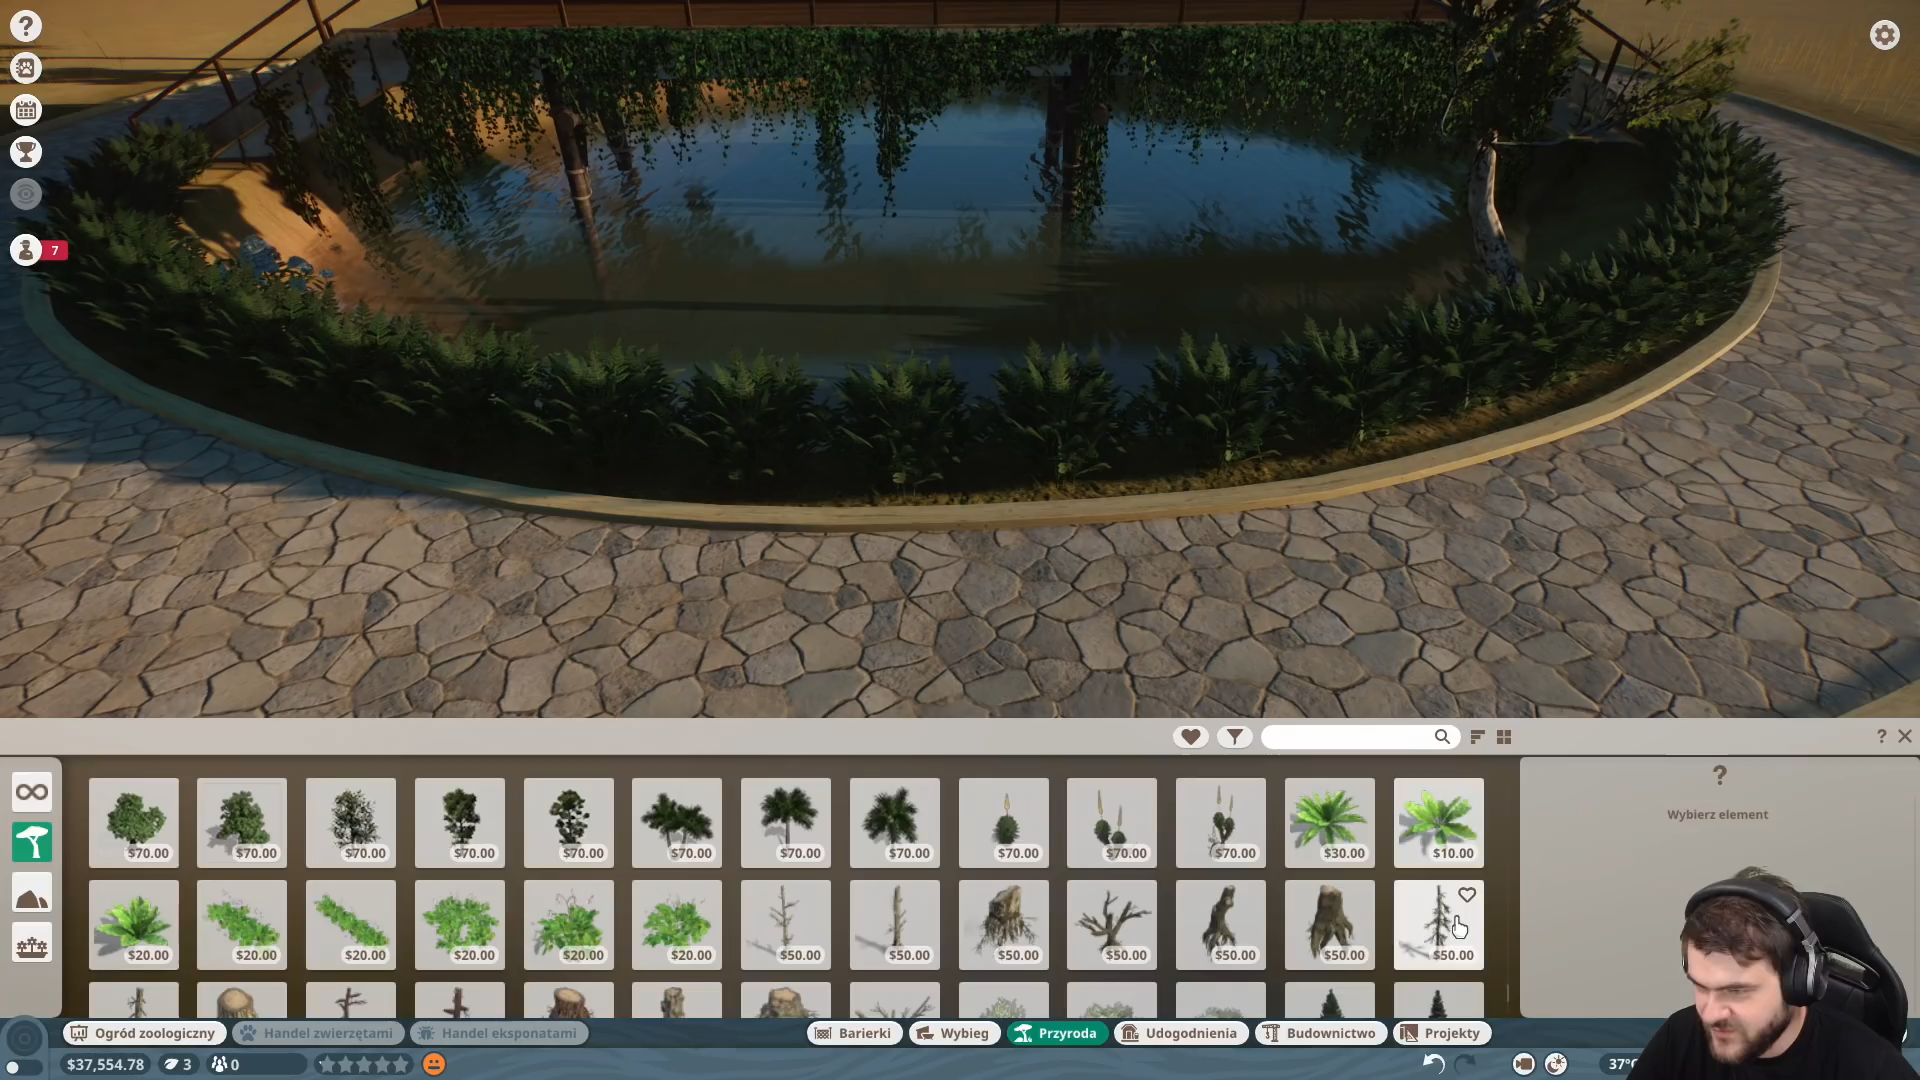 7
Wybierz element
$70.00 $70.00 $70.00 $70.00 $70.00 $70.00 $70.00 $70.00 $70.00 $70.00 $70.00 $30.00 $10.00
$20.00 $20.00 $20.00 $20.00 $20.00 $20.00 $50.00 $50.00 $50.00 $50.00 $50.00 $50.00 $50.00
Ogród zoologiczny Handel zwierzętami Handel eksponatami Barierki Wybieg Przyroda Udogodnienia Budownictwo Projekty
$37,554.78 3 0 37°